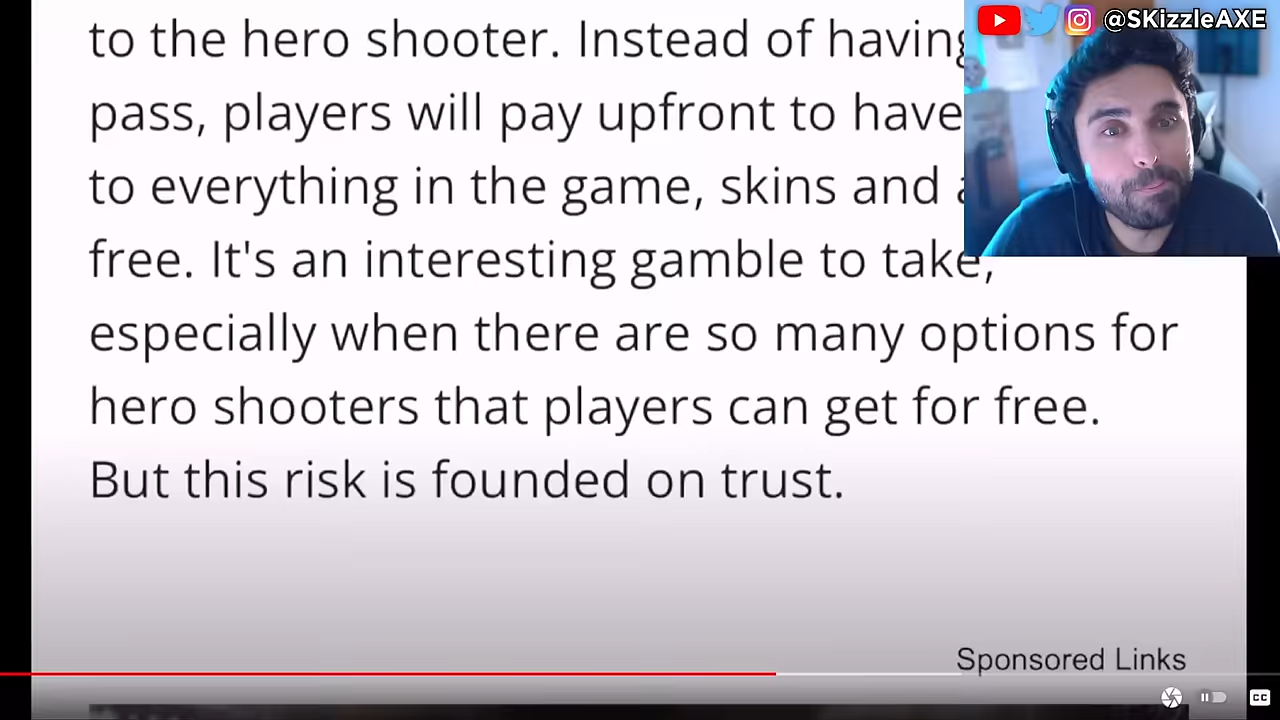 @SKizzleAXE
to the hero shooter. Instead of having
pass, players will pay upfront to have
to everything in the game, skins and
free. It's an interesting gamble to take,
especially when there are so many options for
hero shooters that players can get for free.
But this risk is founded on trust.
Sponsored Links
CC